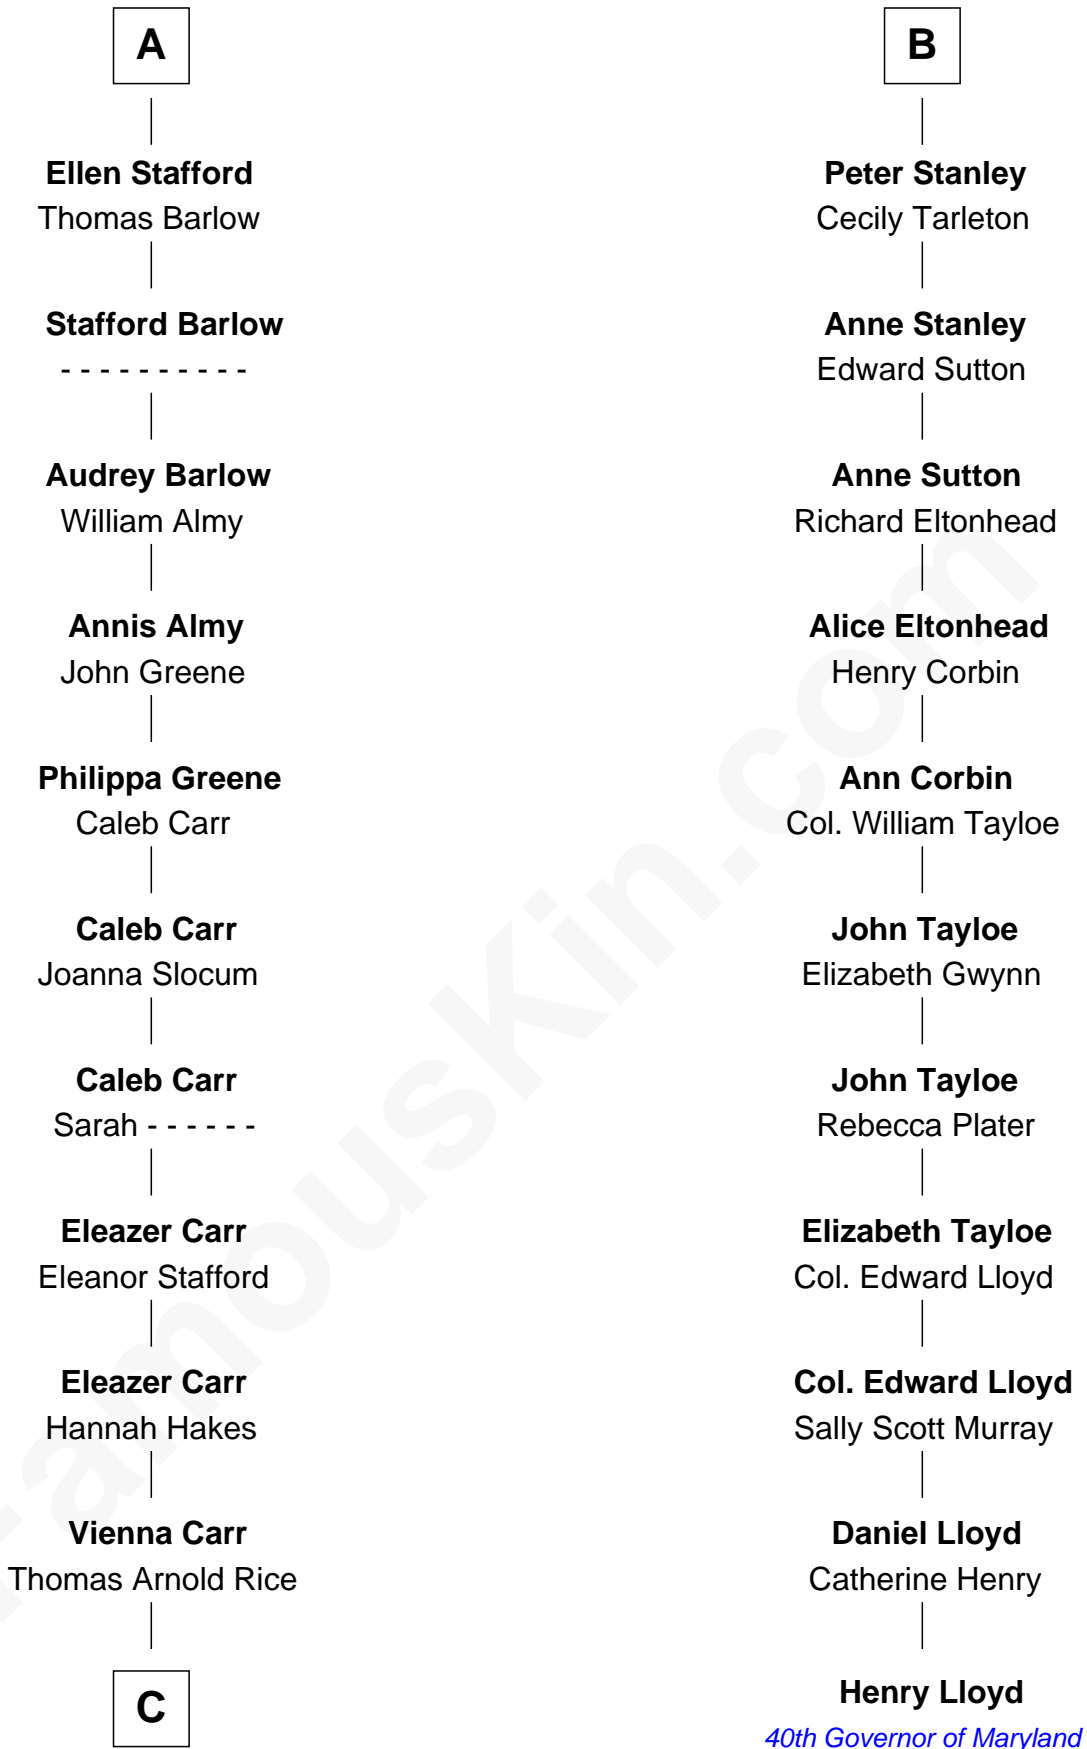 A
Ellen Stafford
Thomas Barlow
Stafford Barlow
- - - - - - - - - -
Audrey Barlow
William Almy
Annis Almy
John Greene
Philippa Greene
Caleb Carr
Caleb Carr
Joanna Slocum
Caleb Carr
Sarah - - - - - -
Eleazer Carr
Eleanor Stafford
Eleazer Carr
Hannah Hakes
Vienna Carr
Thomas Arnold Rice
C
B
Peter Stanley
Cecily Tarleton
Anne Stanley
Edward Sutton
Anne Sutton
Richard Eltonhead
Alice Eltonhead
Henry Corbin
Ann Corbin
Col. William Tayloe
John Tayloe
Elizabeth Gwynn
John Tayloe
Rebecca Plater
Elizabeth Tayloe
Col. Edward Lloyd
Col. Edward Lloyd
Sally Scott Murray
Daniel Lloyd
Catherine Henry
Henry Lloyd
40th Governor of Maryland
FamousKin.com